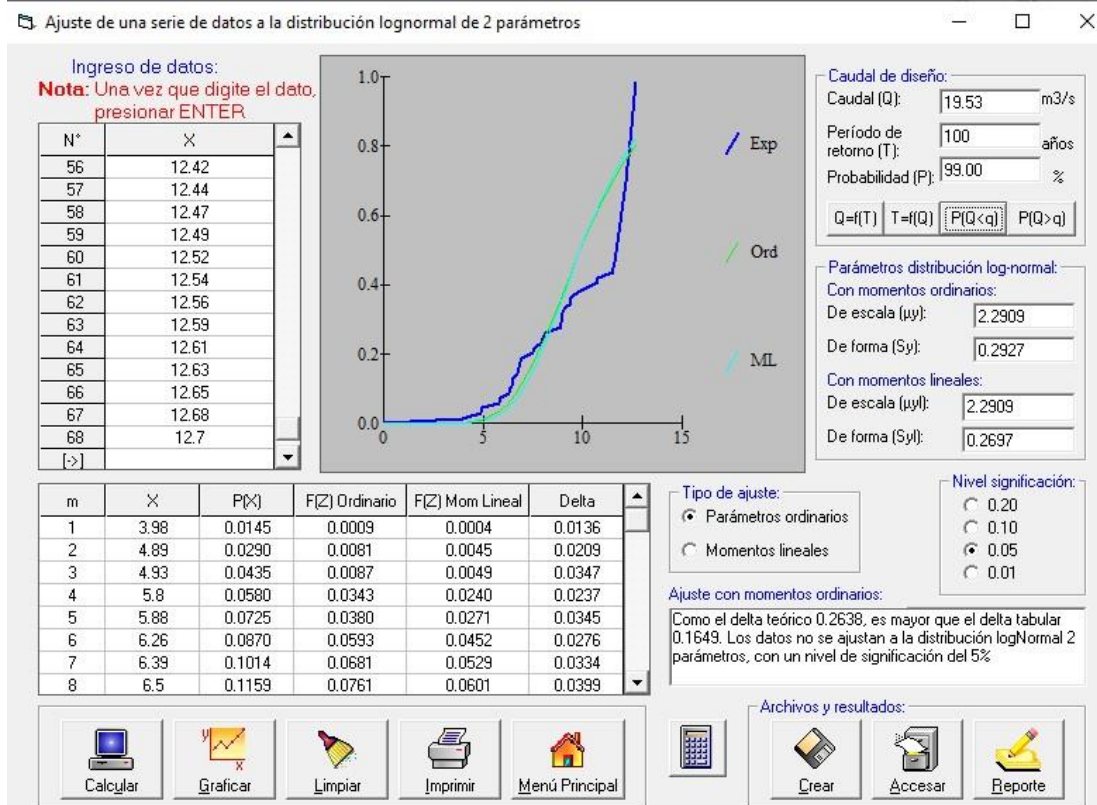 Ajuste de una serie de datos a la distribución lognormal de 2 parámetros
Ingreso de datos:
Nota: Una vez que digite el dato,
presionar ENTER
N° X
56 12.42
57 12.44
58 12.47
59 12.49
60 12.52
61 12.54
62 12.56
63 12.59
64 12.61
65 12.63
66 12.65
67 12.68
68 12.7
[->]
1.0
0.8
0.6
0.4
0.2
0.0
0 5 10 15
Exp
Ord
ML
Caudal de diseño:
Caudal (Q): 19.53 m3/s
Período de
retorno (T): 100 años
Probabilidad (P): 99.00 %
Q=f(T) T=f(Q) P(Q<q) P(Q>q)
Parámetros distribución log-normal:
Con momentos ordinarios:
De escala (μy): 2.2909
De forma (Sy): 0.2927
Con momentos lineales:
De escala (μyl): 2.2909
De forma (Syl): 0.2697
m X P(X) F(Z) Ordinario F(Z) Mom Lineal Delta
1 3.98 0.0145 0.0009 0.0004 0.0136
2 4.89 0.0290 0.0081 0.0045 0.0209
3 4.93 0.0435 0.0087 0.0049 0.0347
4 5.8 0.0580 0.0343 0.0240 0.0237
5 5.88 0.0725 0.0380 0.0271 0.0345
6 6.26 0.0870 0.0593 0.0452 0.0276
7 6.39 0.1014 0.0681 0.0529 0.0334
8 6.5 0.1159 0.0761 0.0601 0.0399
Tipo de ajuste:
Parámetros ordinarios
Momentos lineales
Nivel significación:
0.20
0.10
0.05
0.01
Ajuste con momentos ordinarios:
Como el delta teórico 0.2638, es mayor que el delta tabular
0.1649. Los datos no se ajustan a la distribución logNormal 2
parámetros, con un nivel de significación del 5%
Calcular
y
x
Graficar
Limpiar
Imprimir
Menú Principal
Archivos y resultados:
Crear
Accesar
Reporte